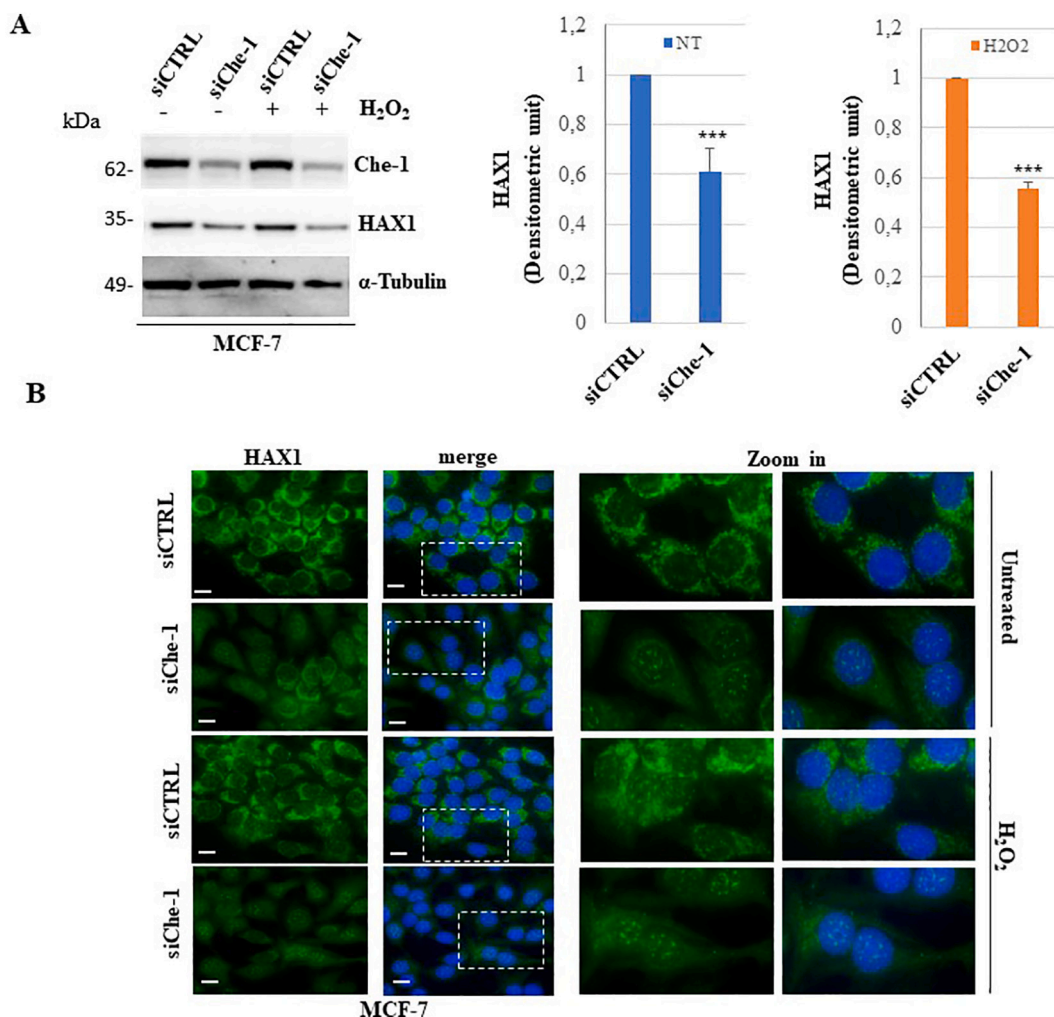 A
siCTRL
siChe-1
siCTRL
siChe-1
- - + + H₂O₂
kDa
62-
Che-1
35-
HAX1
49-
α-Tubulin
MCF-7
NT
1,2
1
0,8
0,6
0,4
0,2
0
HAX1
(Densitometric unit)
***
siCTRL
siChe-1
H2O2
1,2
1
0,8
0,6
0,4
0,2
0
HAX1
(Densitometric unit)
***
siCTRL
siChe-1
B
HAX1 merge Zoom in
siCTRL
siChe-1
Untreated
siCTRL
siChe-1
H₂O₂
MCF-7